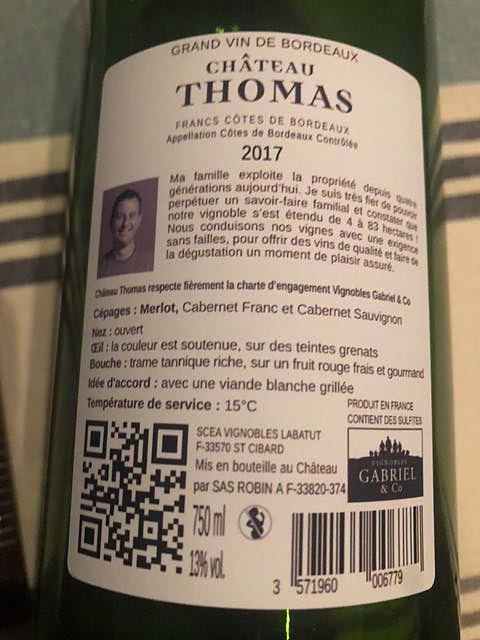 GRAND VIN DE BORDEAUX
CHÂTEAU
THOMAS
FRANCS CÔTES DE BORDEAUX
Appellation Côtes de Bordeaux Contrôlée
2017
Ma famille exploite la propriété depuis quatre
générations aujourd'hui. Je suis très fier de pouvoir
perpétuer un savoir-faire familial et constater que
notre vignoble s'est étendu de 4 à 83 hectares !
Nous conduisons nos vignes avec une exigence
sans failles, pour offrir des vins de qualité et faire de
la dégustation un moment de plaisir assuré.
Château Thomas respecte fièrement la charte d'engagement Vignobles Gabriel & Co
Cépages : Merlot, Cabernet Franc et Cabernet Sauvignon
Nez : ouvert
Œil : la couleur est soutenue, sur des teintes grenats
Bouche : trame tannique riche, sur un fruit rouge frais et gourmand
Idée d'accord : avec une viande blanche grillée
Température de service : 15°C
PRODUIT EN FRANCE
CONTIENT DES SULFITES
SCEA VIGNOBLES LABATUT
F-33570 ST CIBARD
Mis en bouteille au Château
par SAS ROBIN A F-33820-374
VIGNOBLES
GABRIEL
& Co
750 ml
13% vol.
3 571960 006779